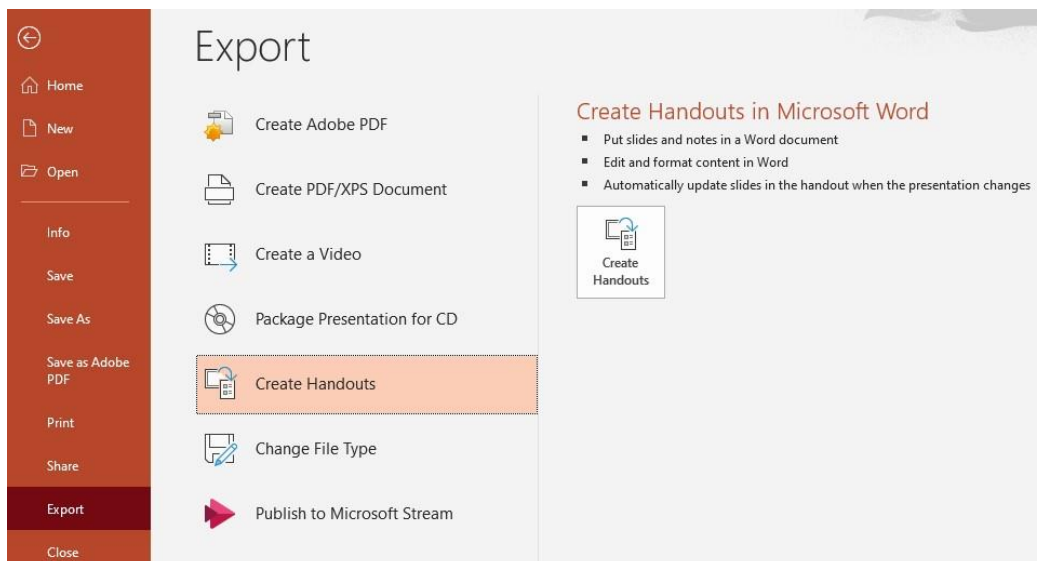 Export
Home
New
Open
Info
Save
Save As
Save as Adobe
PDF
Print
Share
Export
Close
Create Adobe PDF
Create PDF/XPS Document
Create a Video
Package Presentation for CD
Create Handouts
Change File Type
Publish to Microsoft Stream
Create Handouts in Microsoft Word
Put slides and notes in a Word document
Edit and format content in Word
Automatically update slides in the handout when the presentation changes
Create
Handouts